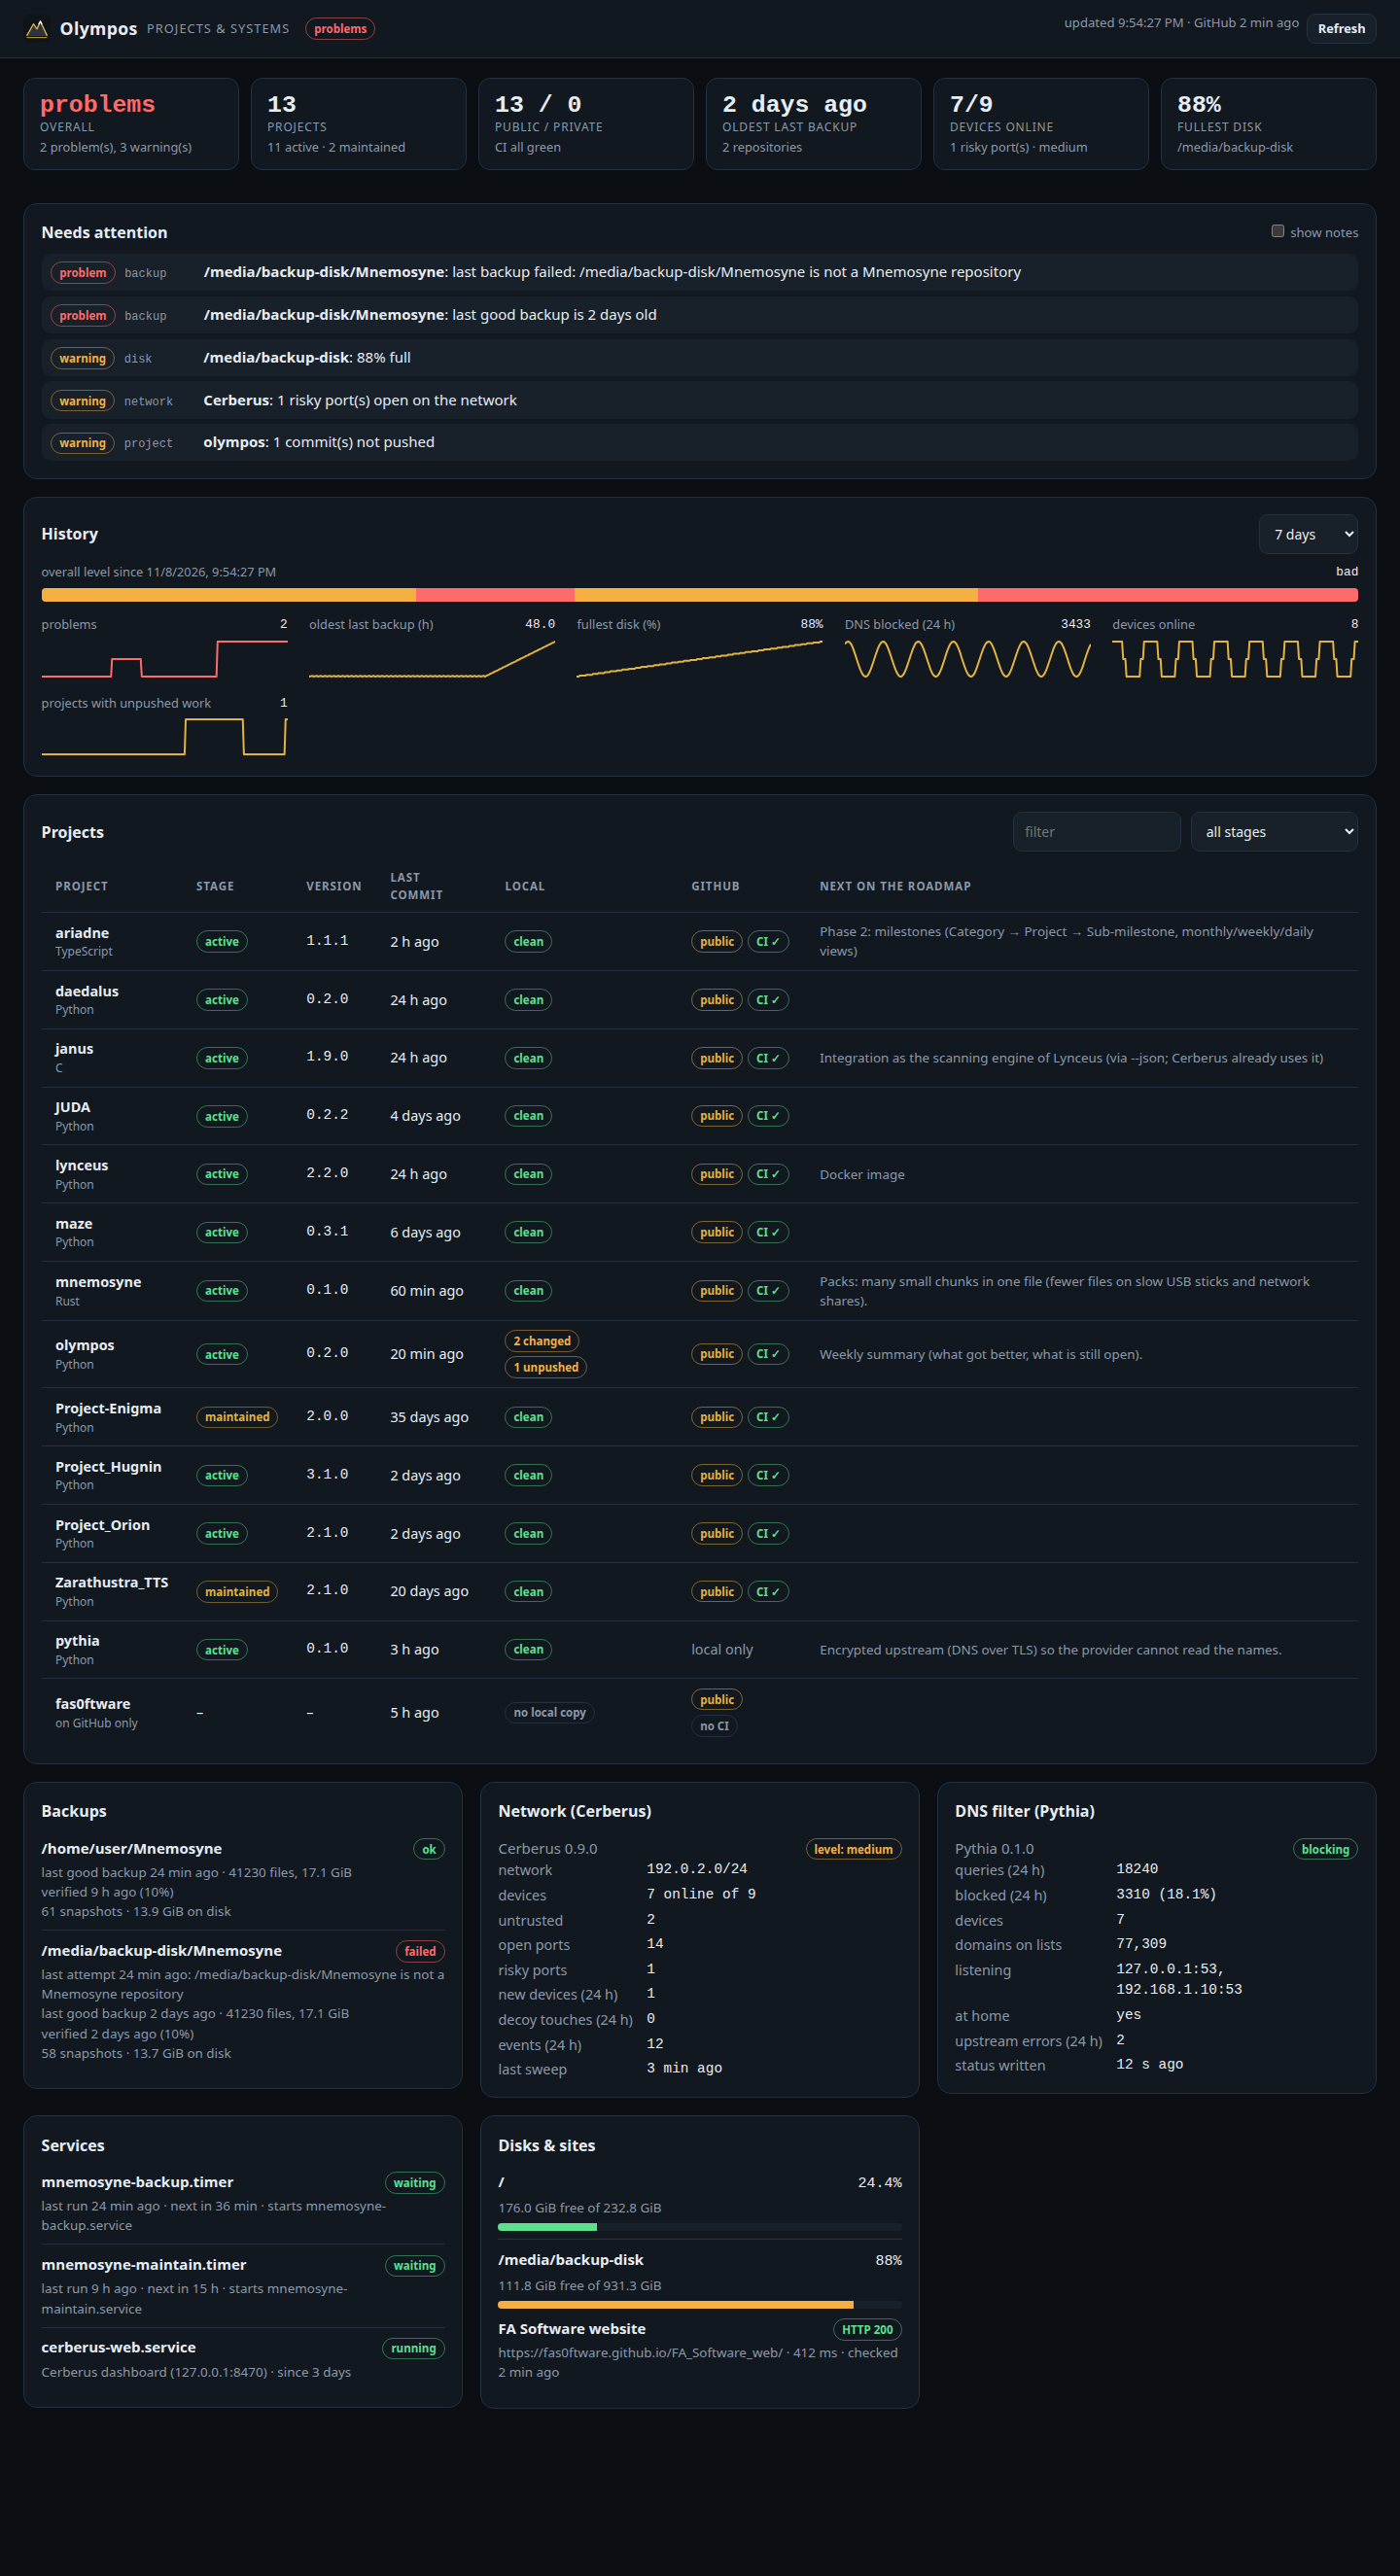 Olympos PROJECTS & SYSTEMS problems
updated 9:54:27 PM · GitHub 2 min ago Refresh
problems
OVERALL
2 problem(s), 3 warning(s)
13
PROJECTS
11 active · 2 maintained
13 / 0
PUBLIC / PRIVATE
CI all green
2 days ago
OLDEST LAST BACKUP
2 repositories
7/9
DEVICES ONLINE
1 risky port(s) · medium
88%
FULLEST DISK
/media/backup-disk
Needs attention
show notes
problem backup /media/backup-disk/Mnemosyne: last backup failed: /media/backup-disk/Mnemosyne is not a Mnemosyne repository
problem backup /media/backup-disk/Mnemosyne: last good backup is 2 days old
warning disk /media/backup-disk: 88% full
warning network Cerberus: 1 risky port(s) open on the network
warning project olympos: 1 commit(s) not pushed
History
7 days
overall level since 11/8/2026, 9:54:27 PM bad
problems 2
oldest last backup (h) 48.0
fullest disk (%) 88%
DNS blocked (24 h) 3433
devices online 8
projects with unpushed work 1
Projects
filter
all stages
PROJECT STAGE VERSION LAST COMMIT LOCAL GITHUB NEXT ON THE ROADMAP
ariadne
TypeScript
active 1.1.1 2 h ago clean public CI ✓
Phase 2: milestones (Category → Project → Sub-milestone, monthly/weekly/daily
views)
daedalus
Python
active 0.2.0 24 h ago clean public CI ✓
janus
C
active 1.9.0 24 h ago clean public CI ✓
Integration as the scanning engine of Lynceus (via --json; Cerberus already uses it)
JUDA
Python
active 0.2.2 4 days ago clean public CI ✓
lynceus
Python
active 2.2.0 24 h ago clean public CI ✓
Docker image
maze
Python
active 0.3.1 6 days ago clean public CI ✓
mnemosyne
Rust
active 0.1.0 60 min ago clean public CI ✓
Packs: many small chunks in one file (fewer files on slow USB sticks and network
shares).
olympos
Python
active 0.2.0 20 min ago
2 changed
1 unpushed
public CI ✓
Weekly summary (what got better, what is still open).
Project-Enigma
Python
maintained 2.0.0 35 days ago clean public CI ✓
Project_Hugnin
Python
active 3.1.0 2 days ago clean public CI ✓
Project_Orion
Python
active 2.1.0 2 days ago clean public CI ✓
Zarathustra_TTS
Python
maintained 2.1.0 20 days ago clean public CI ✓
pythia
Python
active 0.1.0 3 h ago clean local only
Encrypted upstream (DNS over TLS) so the provider cannot read the names.
fas0ftware
on GitHub only
– – 5 h ago no local copy
public
no CI
Backups
/home/user/Mnemosyne ok
last good backup 24 min ago · 41230 files, 17.1 GiB
verified 9 h ago (10%)
61 snapshots · 13.9 GiB on disk
/media/backup-disk/Mnemosyne failed
last attempt 24 min ago: /media/backup-disk/Mnemosyne is not a
Mnemosyne repository
last good backup 2 days ago · 41230 files, 17.1 GiB
verified 2 days ago (10%)
58 snapshots · 13.7 GiB on disk
Network (Cerberus)
Cerberus 0.9.0 level: medium
network 192.0.2.0/24
devices 7 online of 9
untrusted 2
open ports 14
risky ports 1
new devices (24 h) 1
decoy touches (24 h) 0
events (24 h) 12
last sweep 3 min ago
DNS filter (Pythia)
Pythia 0.1.0 blocking
queries (24 h) 18240
blocked (24 h) 3310 (18.1%)
devices 7
domains on lists 77,309
listening 127.0.0.1:53,
192.168.1.10:53
at home yes
upstream errors (24 h) 2
status written 12 s ago
Services
mnemosyne-backup.timer waiting
last run 24 min ago · next in 36 min · starts mnemosyne-
backup.service
mnemosyne-maintain.timer waiting
last run 9 h ago · next in 15 h · starts mnemosyne-
maintain.service
cerberus-web.service running
Cerberus dashboard (127.0.0.1:8470) · since 3 days
Disks & sites
/ 24.4%
176.0 GiB free of 232.8 GiB
/media/backup-disk 88%
111.8 GiB free of 931.3 GiB
FA Software website HTTP 200
https://fas0ftware.github.io/FA_Software_web/ · 412 ms · checked
2 min ago